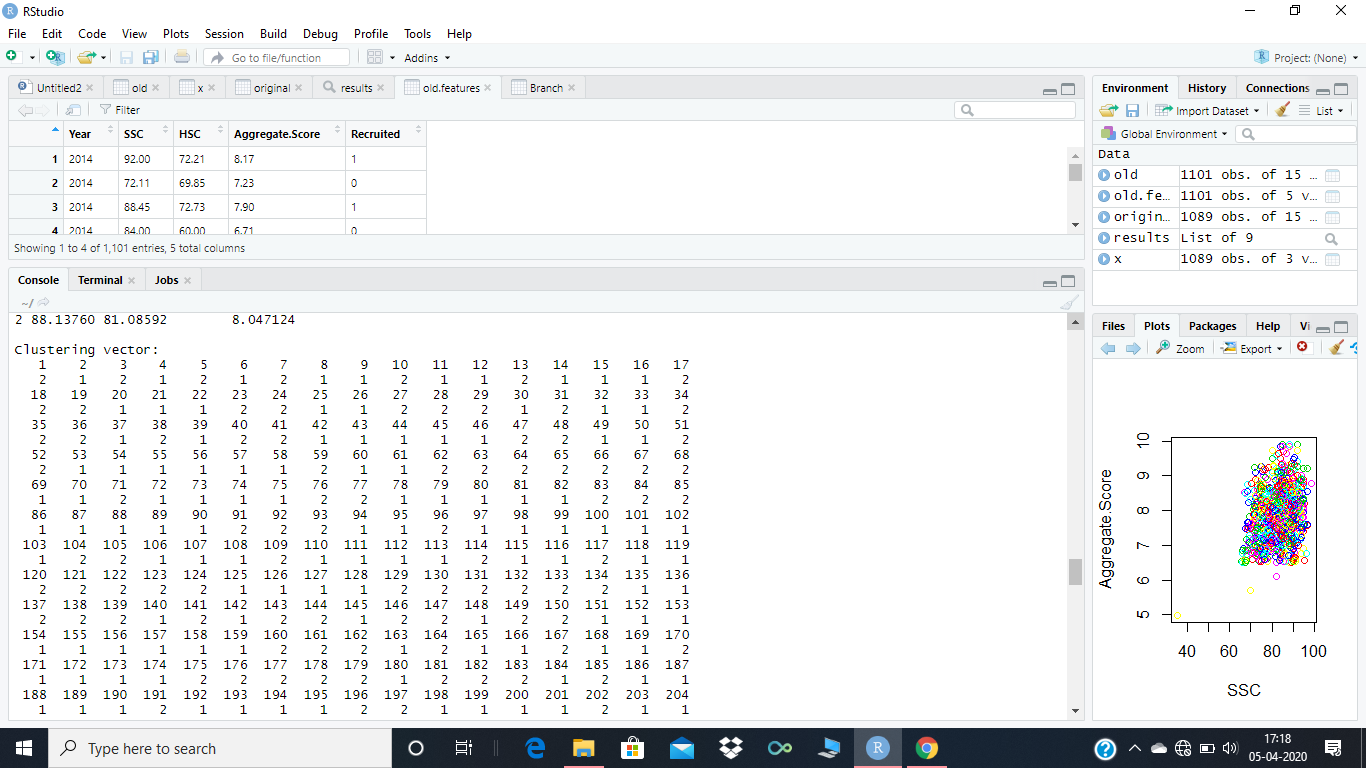 RStudio
File Edit Code View Plots Session Build Debug Profile Tools Help
Go to file/function
Addins
Project: (None)
Untitled2 old x original results old.features Branch
Filter
Year SSC HSC Aggregate.Score Recruited
1 2014 92.00 72.21 8.17 1
2 2014 72.11 69.85 7.23 0
3 2014 88.45 72.73 7.90 1
4 2014 84.00 60.00 6.71 0
Showing 1 to 4 of 1,101 entries, 5 total columns
Console Terminal Jobs
~/
2 88.13760 81.08592 8.047124
Clustering vector:
1 2 3 4 5 6 7 8 9 10 11 12 13 14 15 16 17
2 1 2 1 2 1 2 1 1 2 1 1 2 1 1 1 2
18 19 20 21 22 23 24 25 26 27 28 29 30 31 32 33 34
2 2 1 1 1 2 2 1 1 2 2 2 1 2 1 1 2
35 36 37 38 39 40 41 42 43 44 45 46 47 48 49 50 51
2 2 1 2 1 2 2 1 1 1 1 1 2 2 1 1 2
52 53 54 55 56 57 58 59 60 61 62 63 64 65 66 67 68
2 1 1 1 1 1 1 2 1 1 2 2 2 2 2 2 2
69 70 71 72 73 74 75 76 77 78 79 80 81 82 83 84 85
1 1 2 1 1 1 1 2 2 1 1 1 1 1 2 2 2
86 87 88 89 90 91 92 93 94 95 96 97 98 99 100 101 102
1 1 1 1 1 2 2 2 1 1 2 1 1 1 1 1 1
103 104 105 106 107 108 109 110 111 112 113 114 115 116 117 118 119
1 2 2 1 1 1 2 1 1 1 1 2 1 1 2 1 1
120 121 122 123 124 125 126 127 128 129 130 131 132 133 134 135 136
2 2 2 2 2 1 1 1 1 2 2 2 2 2 2 2 2
137 138 139 140 141 142 143 144 145 146 147 148 149 150 151 152 153
2 2 2 1 2 1 2 2 1 2 2 1 2 2 1 1 1
154 155 156 157 158 159 160 161 162 163 164 165 166 167 168 169 170
1 1 1 1 1 1 2 2 2 1 2 1 1 2 1 1 2
171 172 173 174 175 176 177 178 179 180 181 182 183 184 185 186 187
1 1 1 1 2 2 2 2 2 1 2 2 2 1 2 1 1
188 189 190 191 192 193 194 195 196 197 198 199 200 201 202 203 204
1 1 1 2 1 1 1 1 2 2 1 1 1 1 2 1 1
Environment History Connections
Import Dataset List
Global Environment
Data
old 1101 obs. of 15 …
old.fe… 1101 obs. of 5 v…
origin… 1089 obs. of 15 …
results List of 9
x 1089 obs. of 3 v…
Files Plots Packages Help Vi
Zoom Export
Aggregate.Score
10
9
8
7
6
5
40 60 80 100
SSC
Type here to search
17:18
05-04-2020